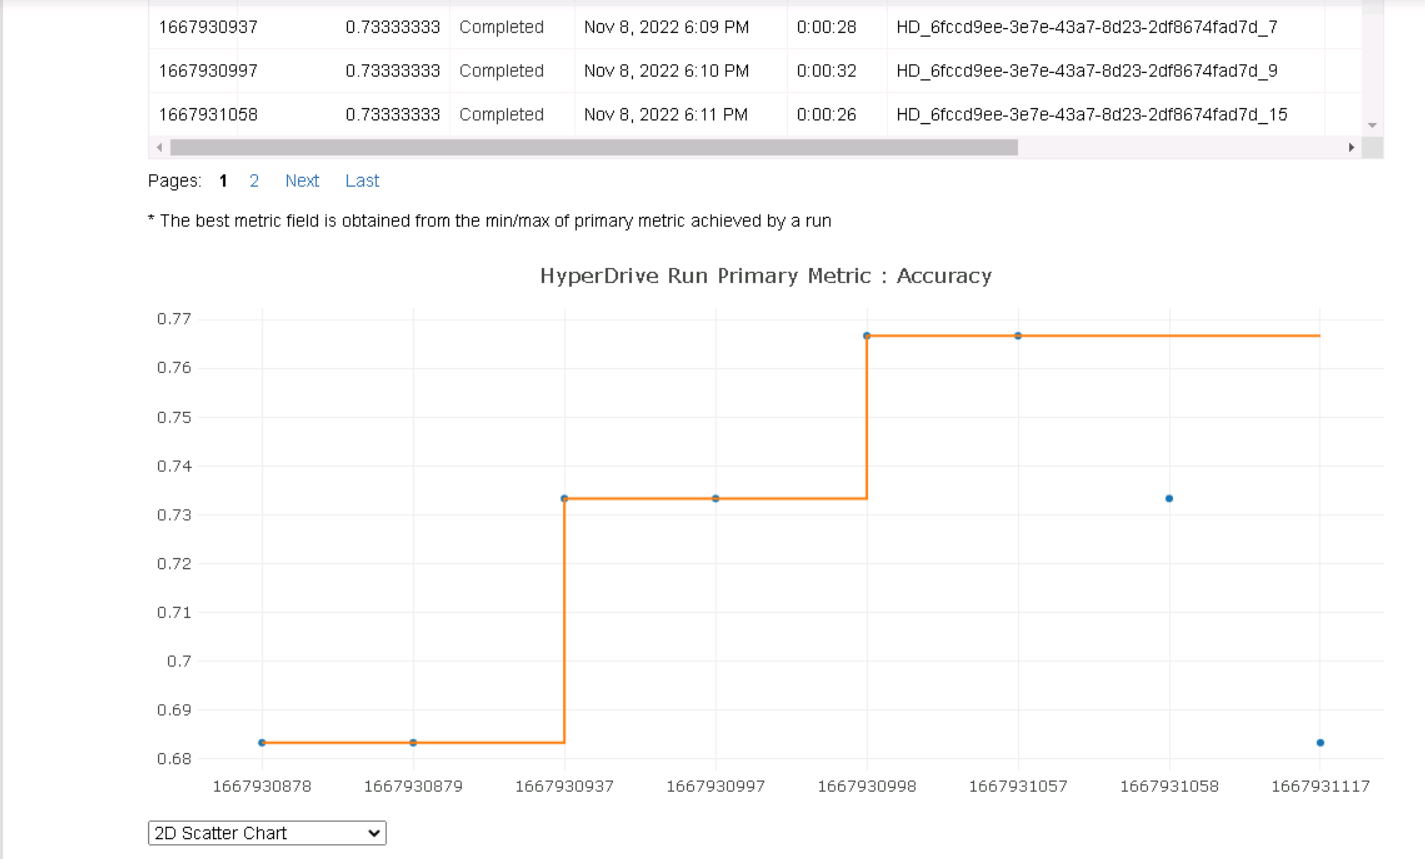 1667930937 0.73333333 Completed Nov 8, 2022 6:09 PM 0:00:28 HD_6fccd9ee-3e7e-43a7-8d23-2df8674fad7d_7
1667930997 0.73333333 Completed Nov 8, 2022 6:10 PM 0:00:32 HD_6fccd9ee-3e7e-43a7-8d23-2df8674fad7d_9
1667931058 0.73333333 Completed Nov 8, 2022 6:11 PM 0:00:26 HD_6fccd9ee-3e7e-43a7-8d23-2df8674fad7d_15
Pages: 1 2 Next Last
* The best metric field is obtained from the min/max of primary metric achieved by a run
HyperDrive Run Primary Metric : Accuracy
0.77
0.76
0.75
0.74
0.73
0.72
0.71
0.7
0.69
0.68
1667930878 1667930879 1667930937 1667930997 1667930998 1667931057 1667931058 1667931117
2D Scatter Chart